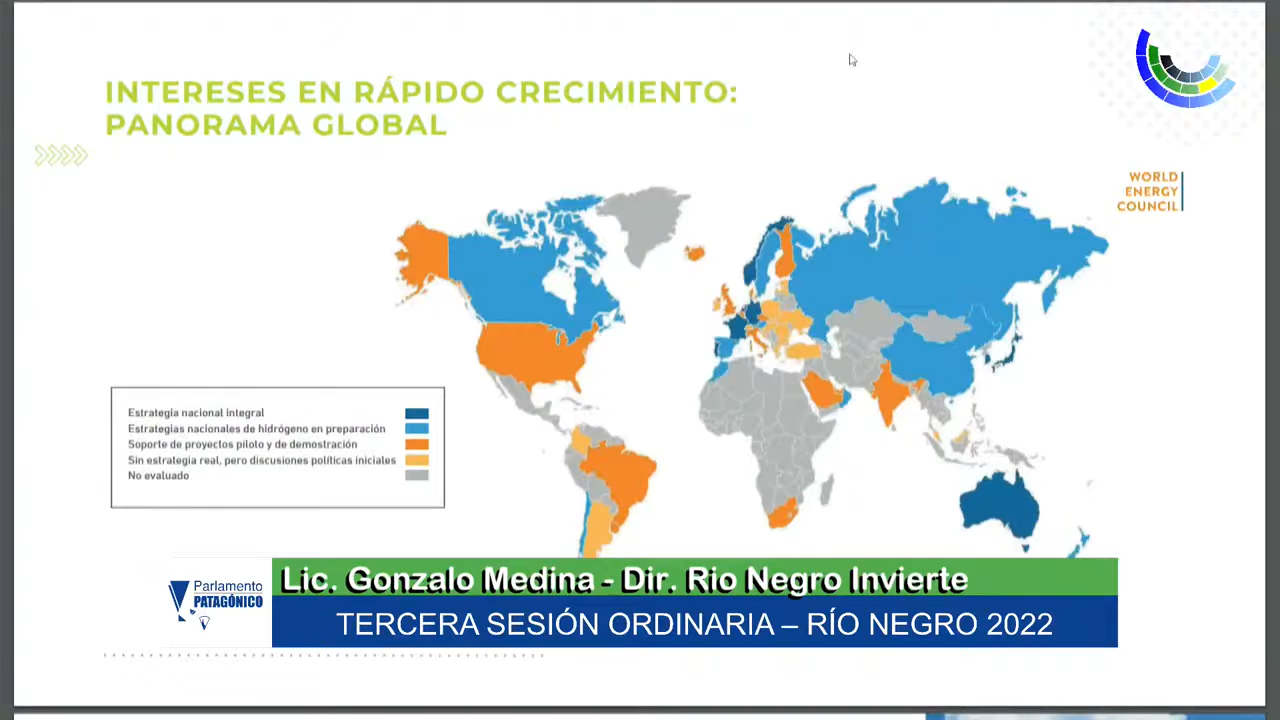 INTERESES EN RÁPIDO CRECIMIENTO:
PANORAMA GLOBAL
WORLD
ENERGY
COUNCIL
Estrategia nacional integral
Estrategias nacionales de hidrógeno en preparación
Soporte de proyectos piloto y de demostración
Sin estrategia real, pero discusiones políticas iniciales
No evaluado
Parlamento
PATAGÓNICO
Lic. Gonzalo Medina - Dir. Rio Negro Invierte
TERCERA SESIÓN ORDINARIA – RÍO NEGRO 2022